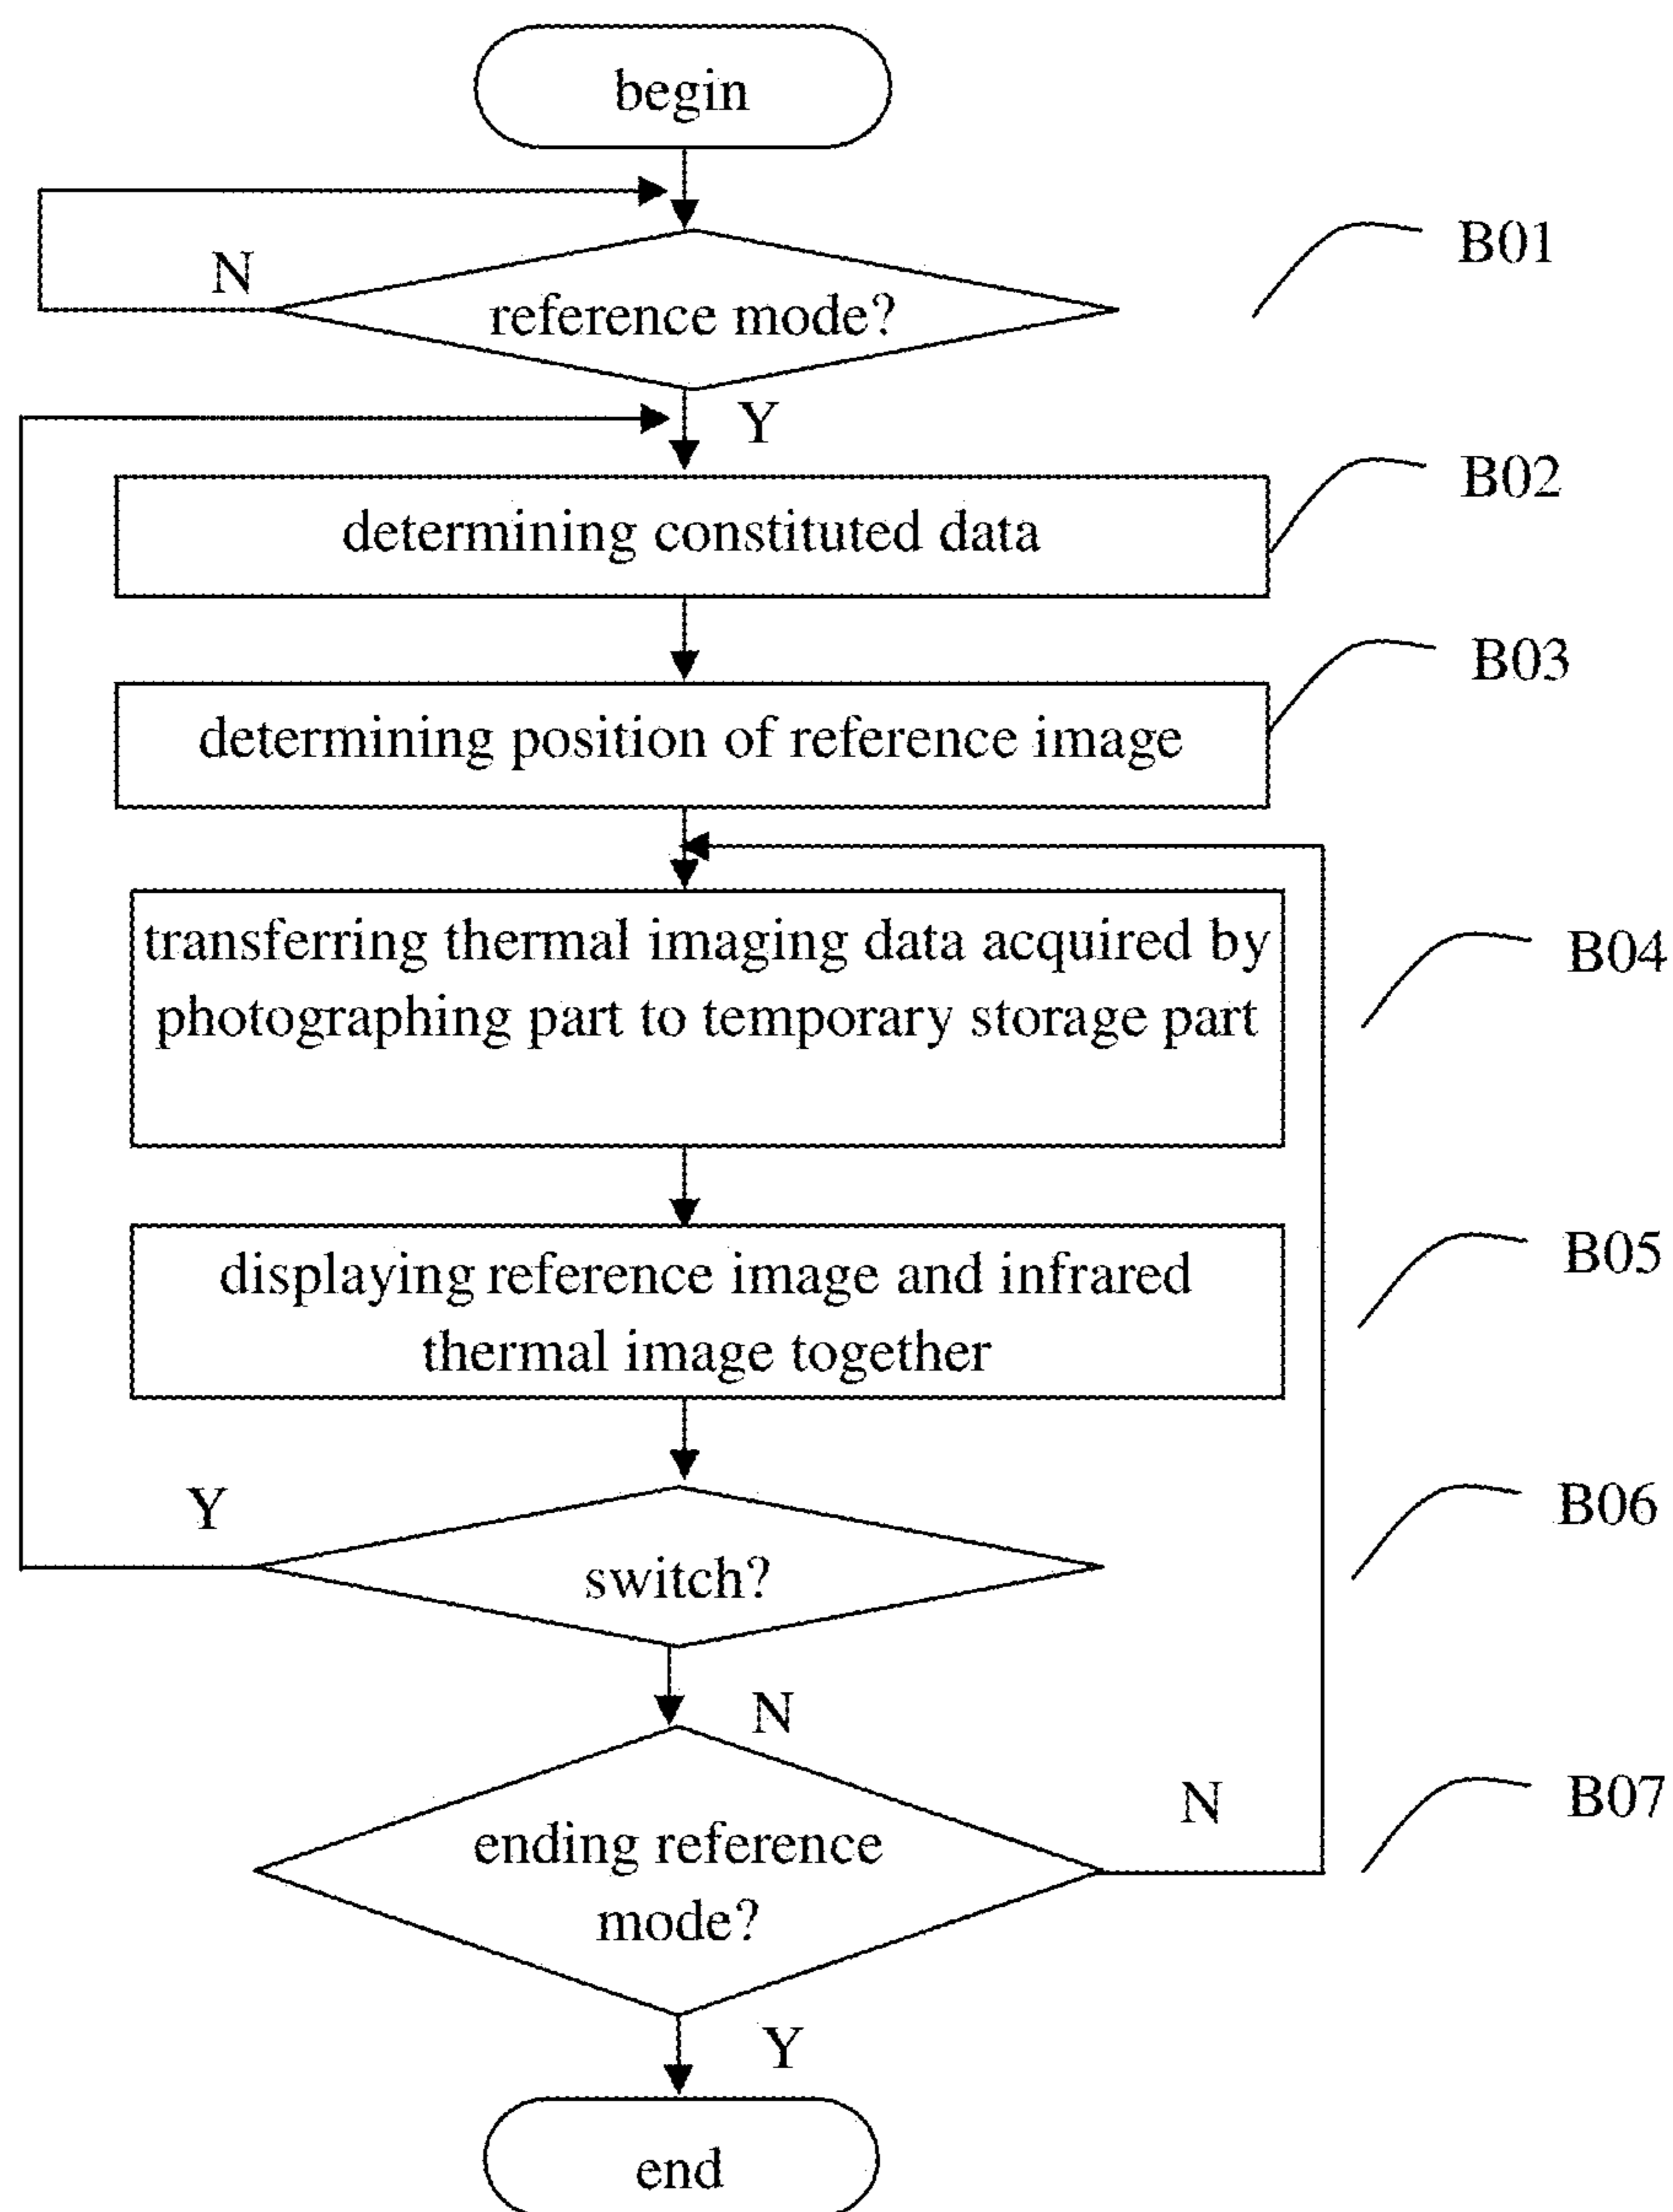 begin
B01
N
reference mode?
Y
B02
determining constituted data
B03
determining position of reference image
transferring thermal imaging data acquired by
photographing part to temporary storage part
B04
displaying reference image and infrared
thermal image together
B05
Y
B06
switch?
N
N
B07
ending reference
mode?
Y
end